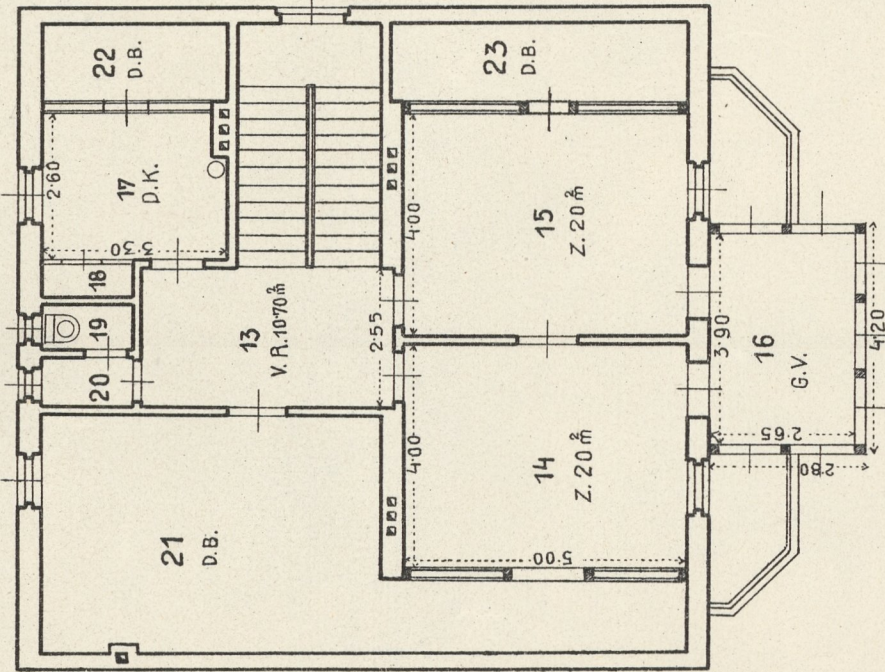 22
D.B.
23
D.B.
2·60
17
D.K.
3·30
18
19
20
13
V.R.10·70 m²
2·55
4·00
15
Z. 20 m²
4·00
14
Z. 20 m²
5·00
3·90
16
G.V.
2·65
2·80
4·20
21
D.B.